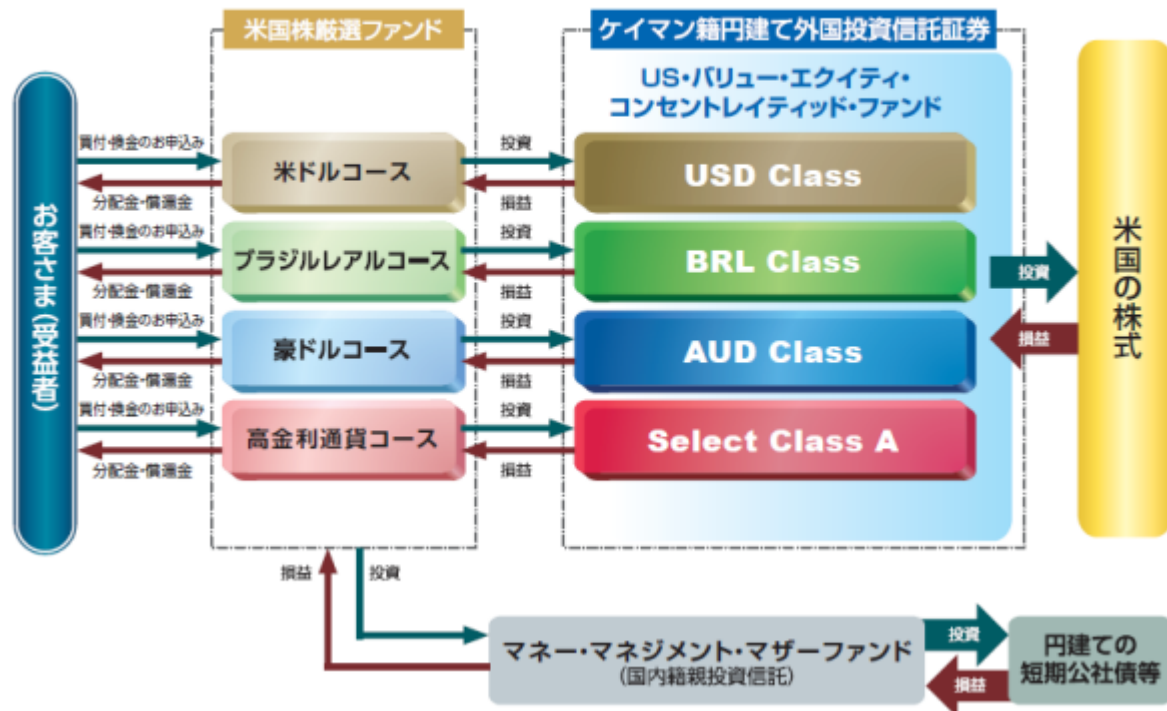 米国株厳選ファンド
ケイマン籍円建て外国投資信託証券
US・バリュー・エクイティ・
コンセントレイティッド・ファンド
お客さま(受益者)
買付・換金のお申込み
分配金・償還金
米ドルコース
投資
損益
USD Class
買付・換金のお申込み
分配金・償還金
ブラジルレアルコース
投資
損益
BRL Class
買付・換金のお申込み
分配金・償還金
豪ドルコース
投資
損益
AUD Class
買付・換金のお申込み
分配金・償還金
高金利通貨コース
投資
損益
Select Class A
投資
損益
米国の株式
損益
投資
マネー・マネジメント・マザーファンド
(国内籍親投資信託)
投資
損益
円建ての
短期公社債等